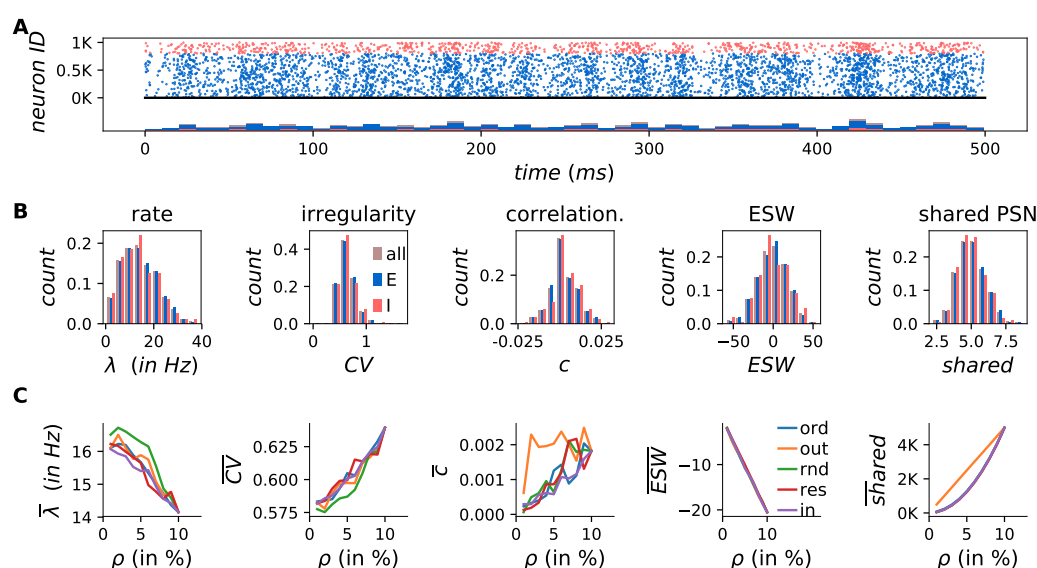 A
neuron ID
1K
0.5K
0K
0 100 200 300 400 500
time (ms)
B
rate irregularity correlation. ESW shared PSN
count count count count count
0.2
0.1
0.0
0.4
0.2
0.0
0.2
0.0
0.2
0.1
0.0
0.2
0.1
0.0
all
E
I
0 20 40
0 1
-0.025 0.025
−50 0 50
2.5 5.0 7.5
λ (in Hz) CV c ESW shared
C
λ̅ (in Hz)
16
15
14
C̅V̅
0.625
0.600
0.575
c̅
0.002
0.001
0.000
E̅S̅W̅
−10
−20
s̅h̅a̅r̅e̅d̅
4K
2K
0K
ord
out
rnd
res
in
0 5 10 0 5 10 0 5 10 0 10 0 5 10
ρ (in %) ρ (in %) ρ (in %) ρ (in %) ρ (in %)